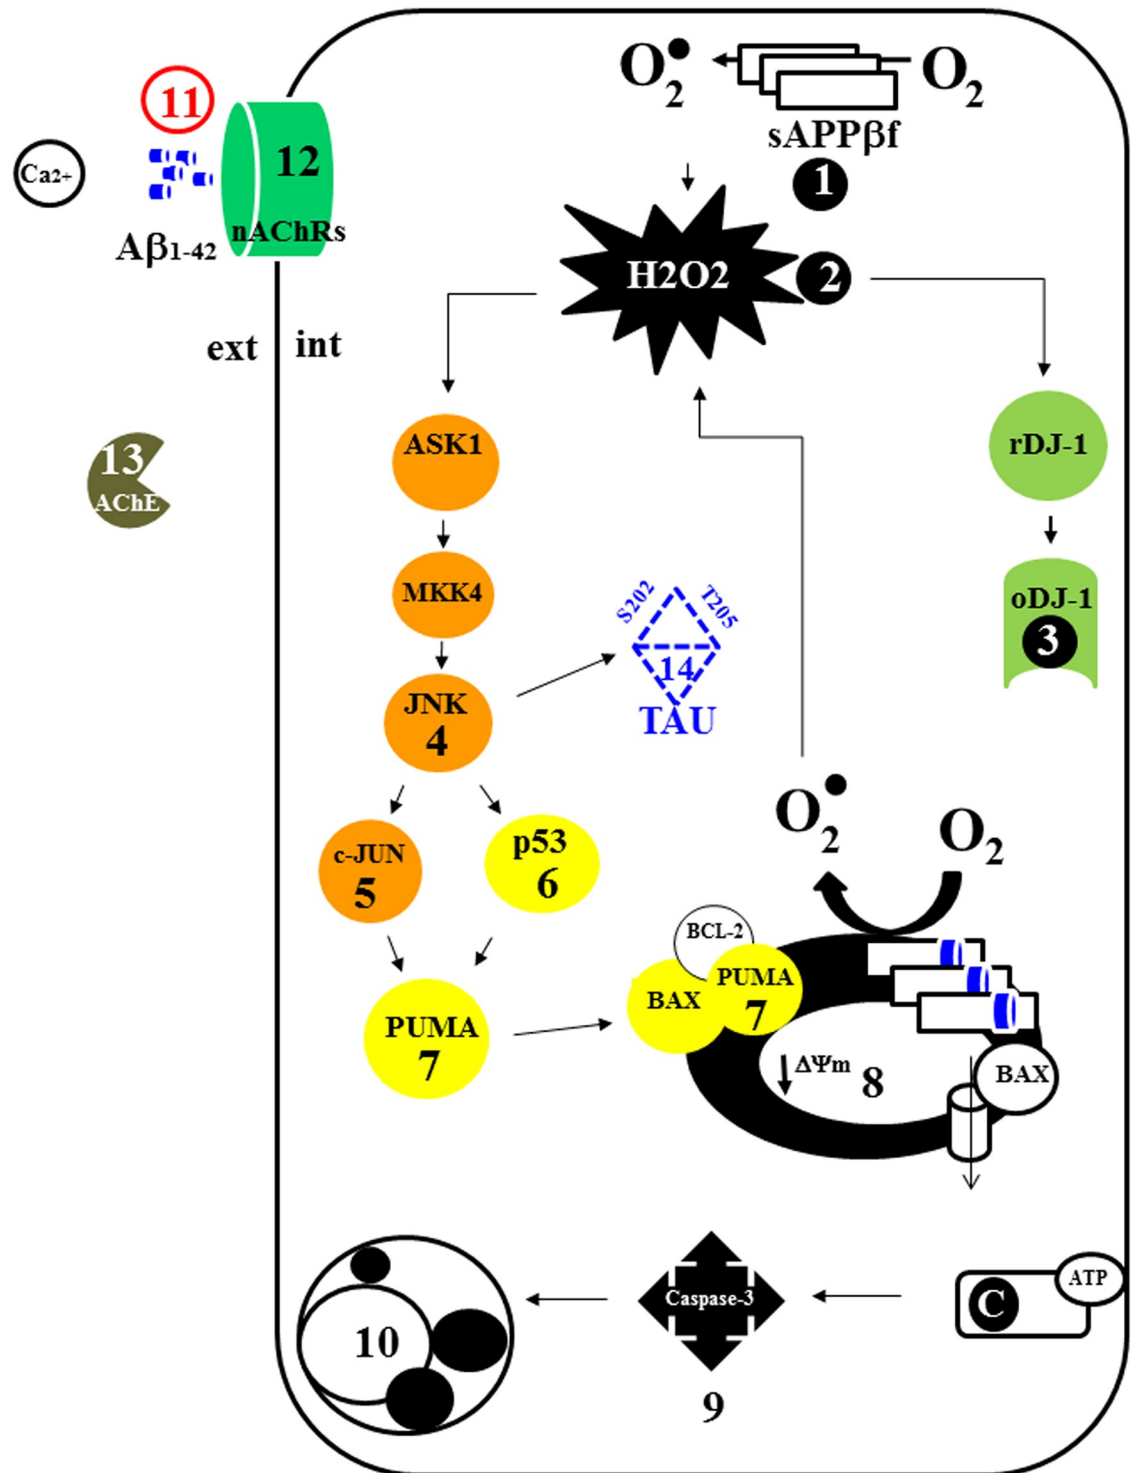 O2• O2
sAPPβf
1
11
Ca2+
12
nAChRs
Aβ1-42
H2O2 2
ext int
ASK1
rDJ-1
13
AChE
MKK4
S202 T205
14
TAU
oDJ-1
3
JNK
4
O2• O2
c-JUN
5
p53
6
BCL-2
PUMA
7
BAX
PUMA
7
ΔΨm 8
BAX
ATP
C
Caspase-3
10
9